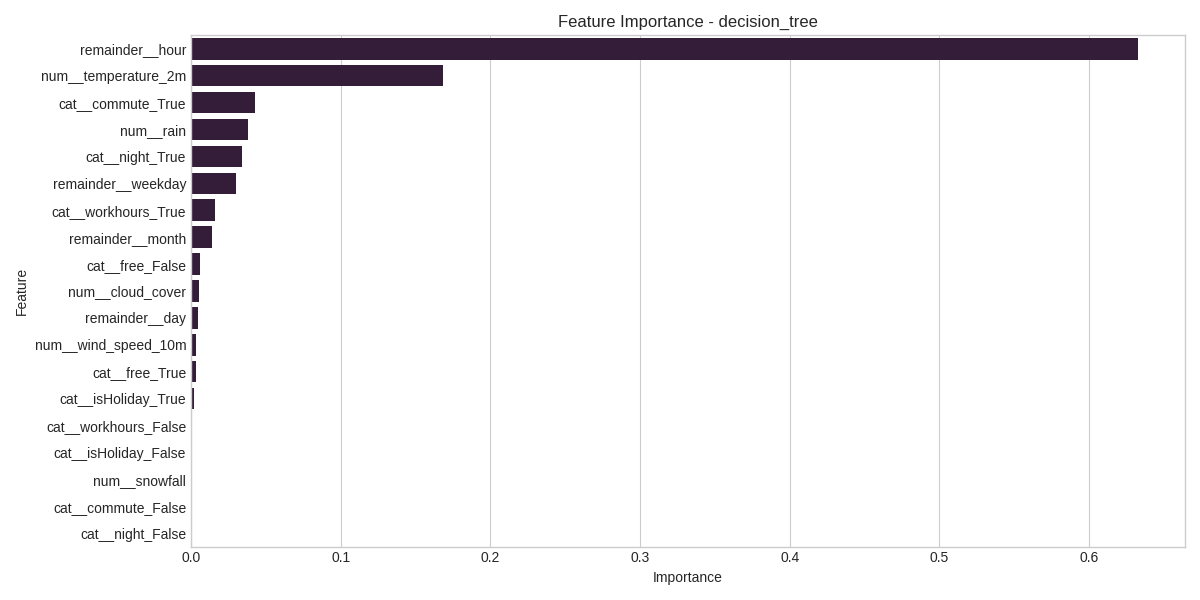 Feature Importance - decision_tree
Feature
remainder__hour
num__temperature_2m
cat__commute_True
num__rain
cat__night_True
remainder__weekday
cat__workhours_True
remainder__month
cat__free_False
num__cloud_cover
remainder__day
num__wind_speed_10m
cat__free_True
cat__isHoliday_True
cat__workhours_False
cat__isHoliday_False
num__snowfall
cat__commute_False
cat__night_False
0.0 0.1 0.2 0.3 0.4 0.5 0.6
Importance